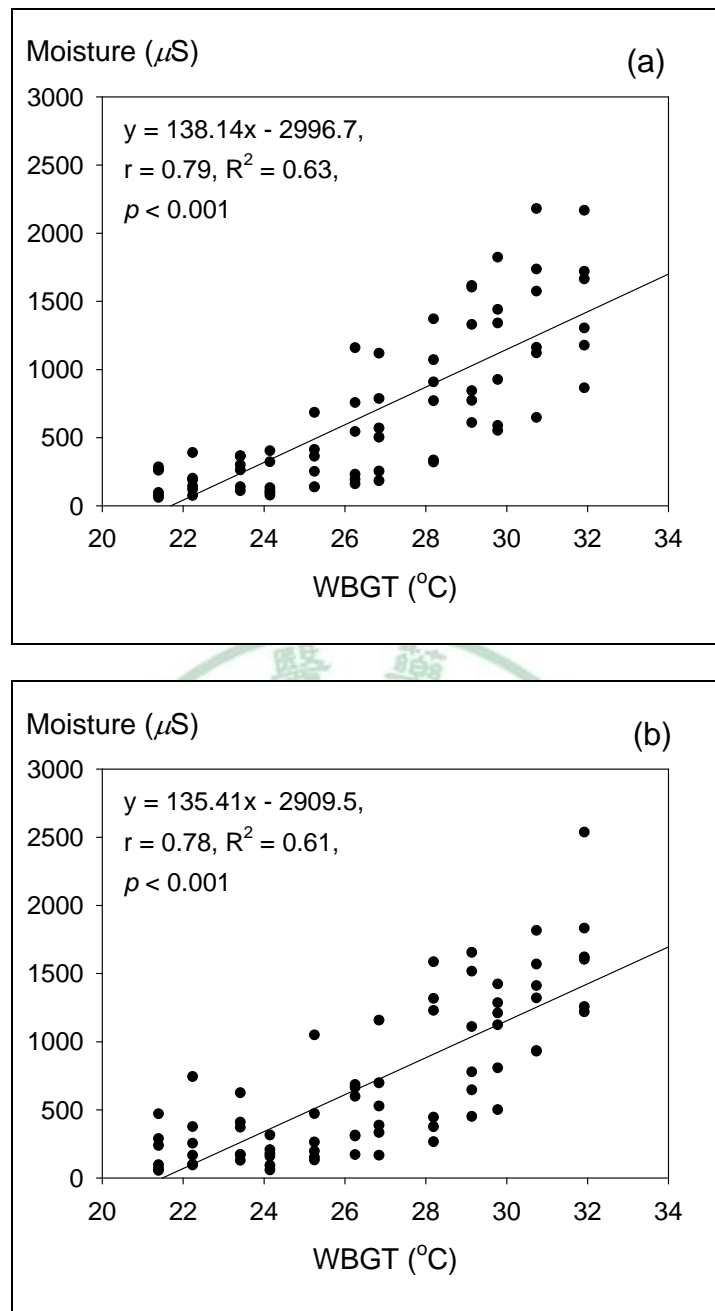 Moisture (μS)
(a)
3000
2500
2000
1500
1000
500
0
y = 138.14x - 2996.7,
r = 0.79, R² = 0.63,
p < 0.001
20 22 24 26 28 30 32 34
WBGT (°C)
醫 藥
Moisture (μS)
(b)
3000
2500
2000
1500
1000
500
0
y = 135.41x - 2909.5,
r = 0.78, R² = 0.61,
p < 0.001
20 22 24 26 28 30 32 34
WBGT (°C)